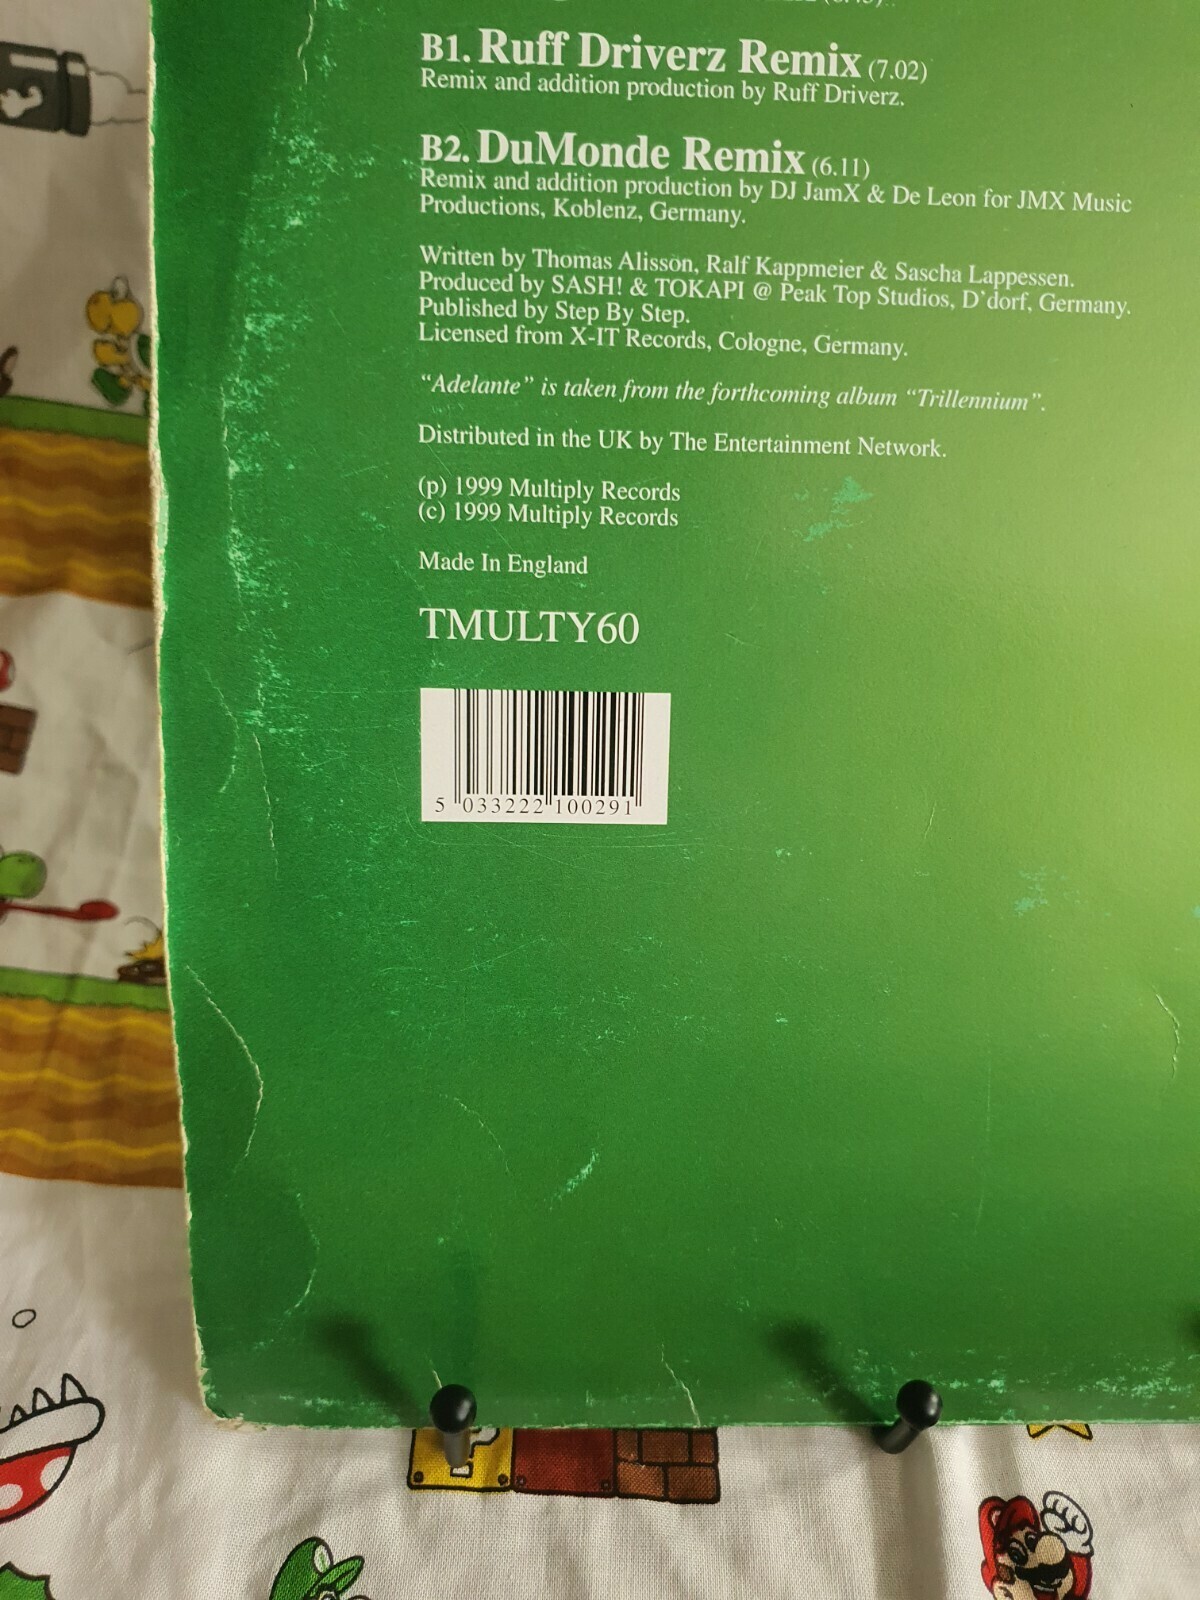 B1. Ruff Driverz Remix (7.02)
Remix and addition production by Ruff Driverz.
B2. DuMonde Remix (6.11)
Remix and addition production by DJ JamX & De Leon for JMX Music
Productions, Koblenz, Germany.
Written by Thomas Alisson, Ralf Kappmeier & Sascha Lappessen.
Produced by SASH! & TOKAPI @ Peak Top Studios, D'dorf, Germany.
Published by Step By Step.
Licensed from X-IT Records, Cologne, Germany.
“Adelante” is taken from the forthcoming album “Trillennium”.
Distributed in the UK by The Entertainment Network.
(p) 1999 Multiply Records
(c) 1999 Multiply Records
Made In England
TMULTY60
5 033222 100291